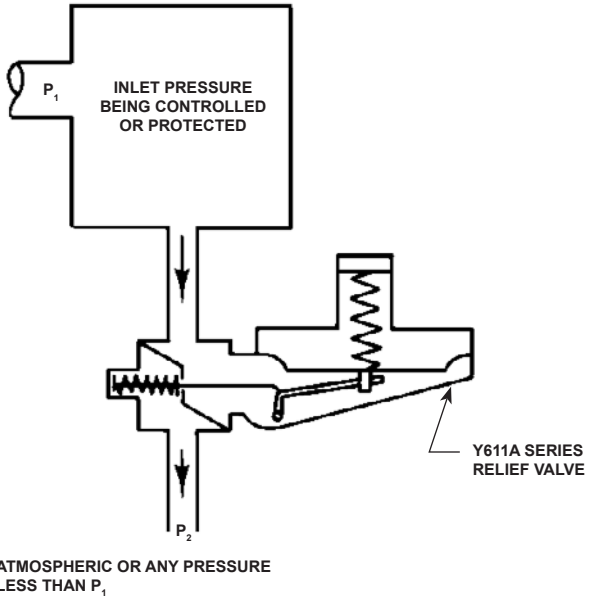 P1
INLET PRESSURE
BEING CONTROLLED
OR PROTECTED
Y611A SERIES
RELIEF VALVE
P2
ATMOSPHERIC OR ANY PRESSURE
LESS THAN P1